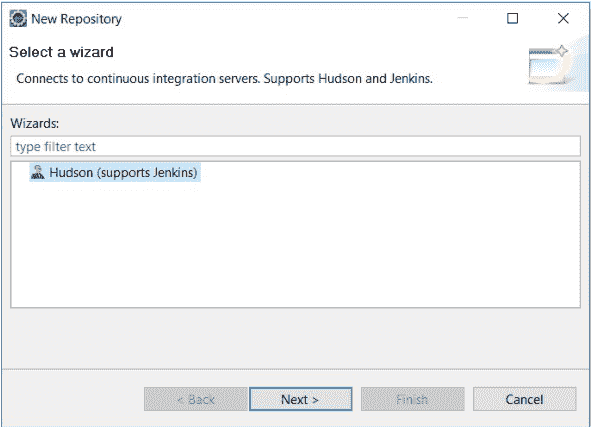 New Repository
Select a wizard
Connects to continuous integration servers. Supports Hudson and Jenkins.
Wizards:
type filter text
Hudson (supports Jenkins)
< Back Next > Finish Cancel